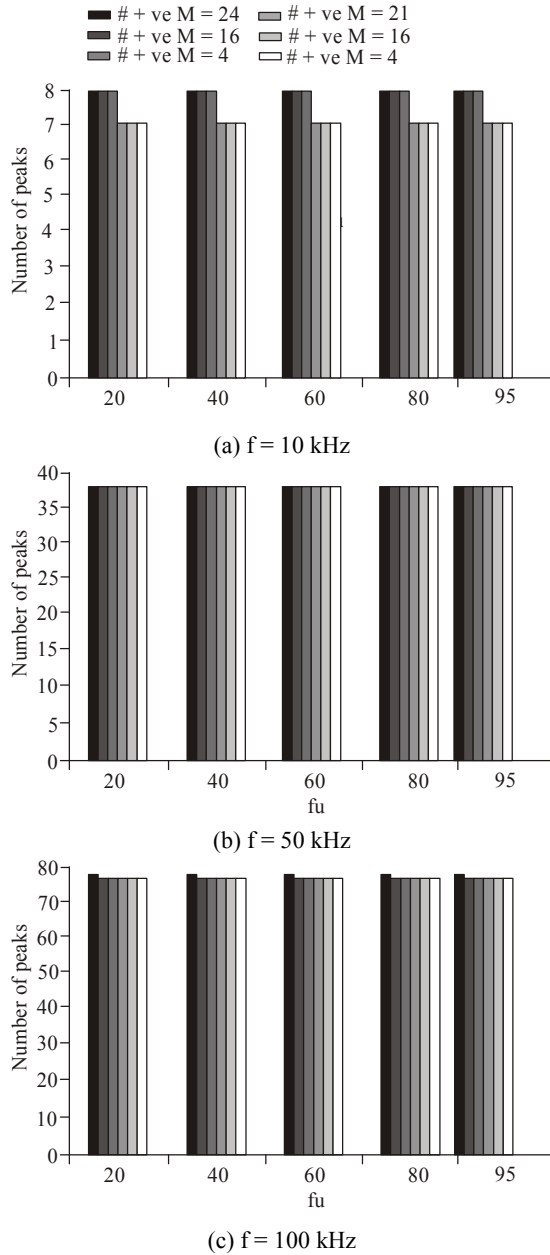 # + ve M = 24 # + ve M = 21
# + ve M = 16 # + ve M = 16
# + ve M = 4 # + ve M = 4
Number of peaks
8
7
6
5
4
3
2
1
0
20 40 60 80 95
(a) f = 10 kHz
Number of peaks
40
35
30
25
20
15
10
5
0
20 40 60 80 95
fu
(b) f = 50 kHz
Number of peaks
80
70
60
50
40
30
20
10
0
20 40 60 80 95
fu
(c) f = 100 kHz